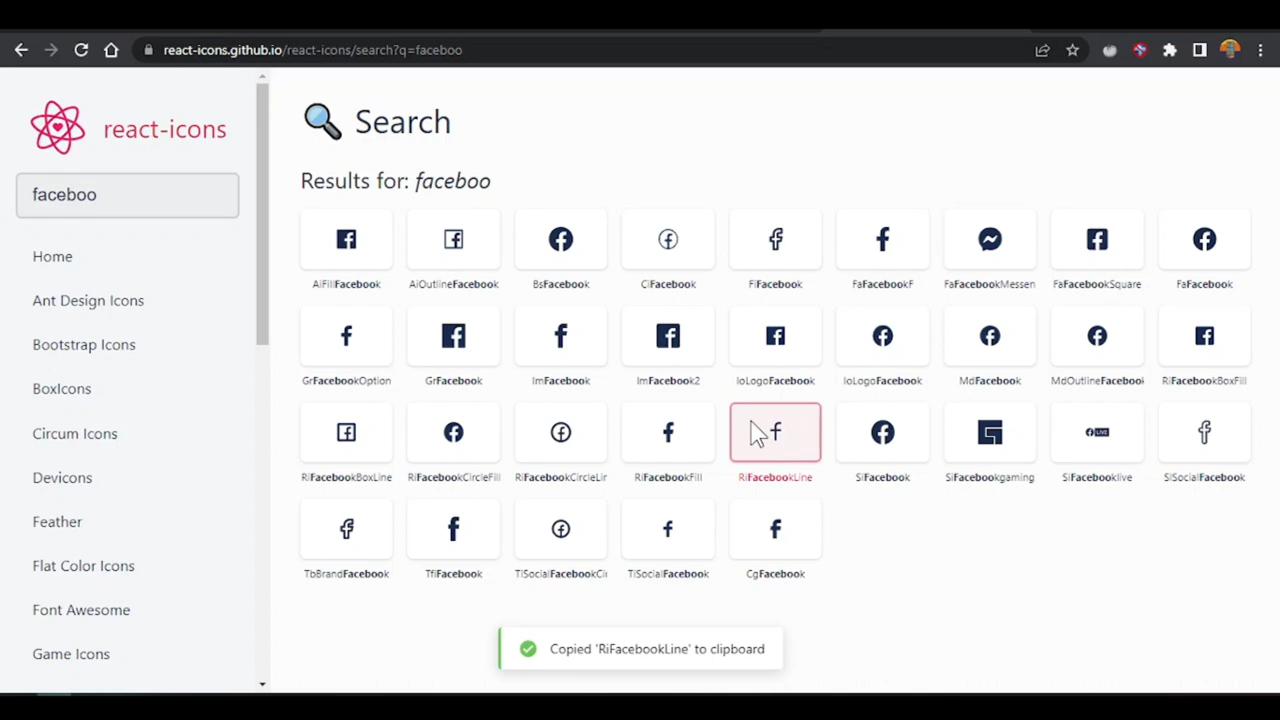 react-icons.github.io/react-icons/search?q=faceboo
react-icons
faceboo
Home
Ant Design Icons
Bootstrap Icons
BoxIcons
Circum Icons
Devicons
Feather
Flat Color Icons
Font Awesome
Game Icons
Search
Results for: faceboo
AiFillFacebook
AiOutlineFacebook
BsFacebook
CiFacebook
FiFacebook
FaFacebookF
FaFacebookMessen
FaFacebookSquare
FaFacebook
GrFacebookOption
GrFacebook
ImFacebook
ImFacebook2
IoLogoFacebook
IoLogoFacebook
MdFacebook
MdOutlineFacebook
RiFacebookBoxFill
RiFacebookBoxLine
RiFacebookCircleFill
RiFacebookCircleLin
RiFacebookFill
RiFacebookLine
SiFacebook
SiFacebookgaming
SiFacebooklive
SlSocialFacebook
TbBrandFacebook
TfiFacebook
TiSocialFacebookCir
TiSocialFacebook
CgFacebook
LIVE
Copied 'RiFacebookLine' to clipboard